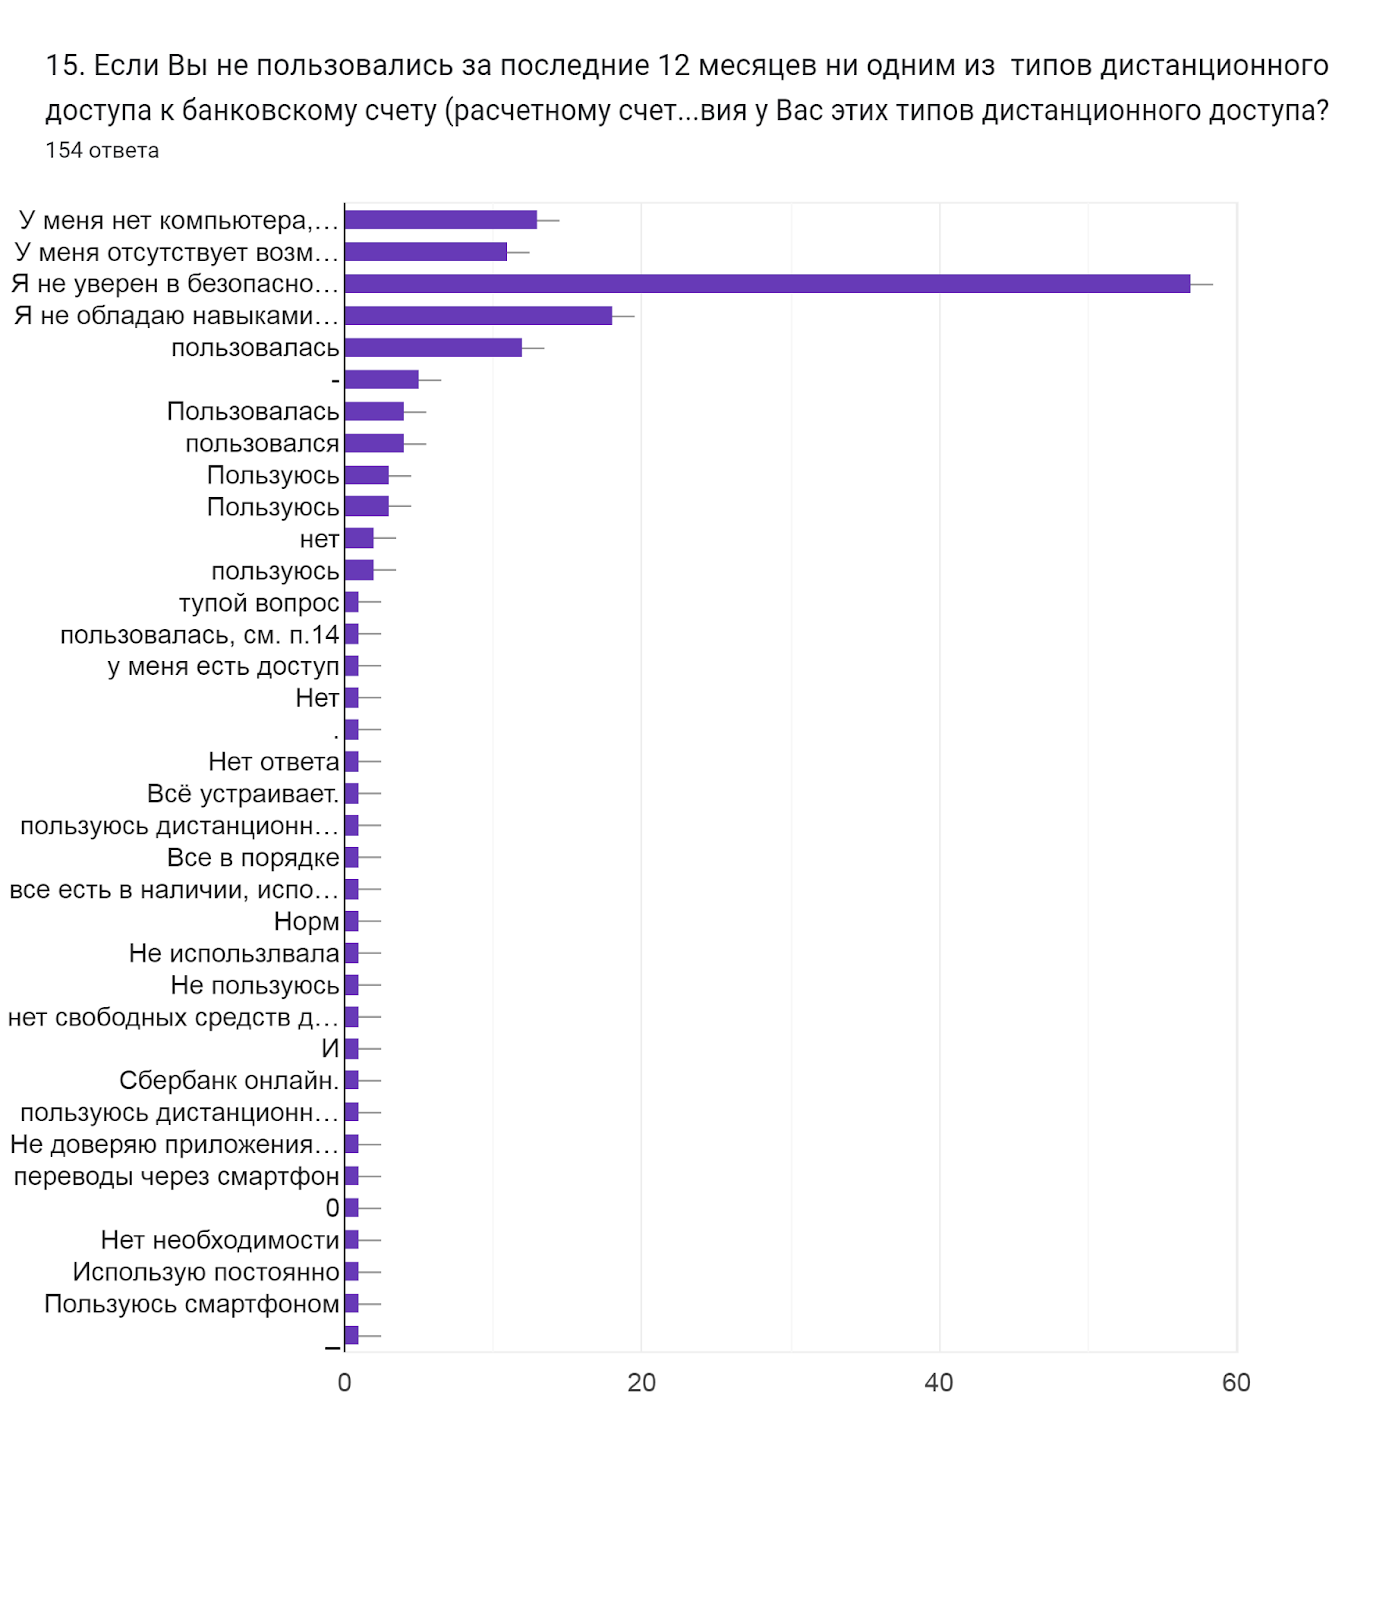 15. Если Вы не пользовались за последние 12 месяцев ни одним из типов дистанционного
доступа к банковскому счету (расчетному счет...вия у Вас этих типов дистанционного доступа?
154 ответа
У меня нет компьютера,…
У меня отсутствует возм…
Я не уверен в безопасно…
Я не обладаю навыками…
пользовалась
-
Пользовалась
пользовался
Пользуюсь
Пользуюсь
нет
пользуюсь
тупой вопрос
пользовалась, см. п.14
у меня есть доступ
Нет
.
Нет ответа
Всё устраивает.
пользуюсь дистанционн…
Все в порядке
все есть в наличии, испо…
Норм
Не использлвала
Не пользуюсь
нет свободных средств д…
И
Сбербанк онлайн.
пользуюсь дистанционн…
Не доверяю приложения…
переводы через смартфон
0
Нет необходимости
Использую постоянно
Пользуюсь смартфоном
_
0 20 40 60